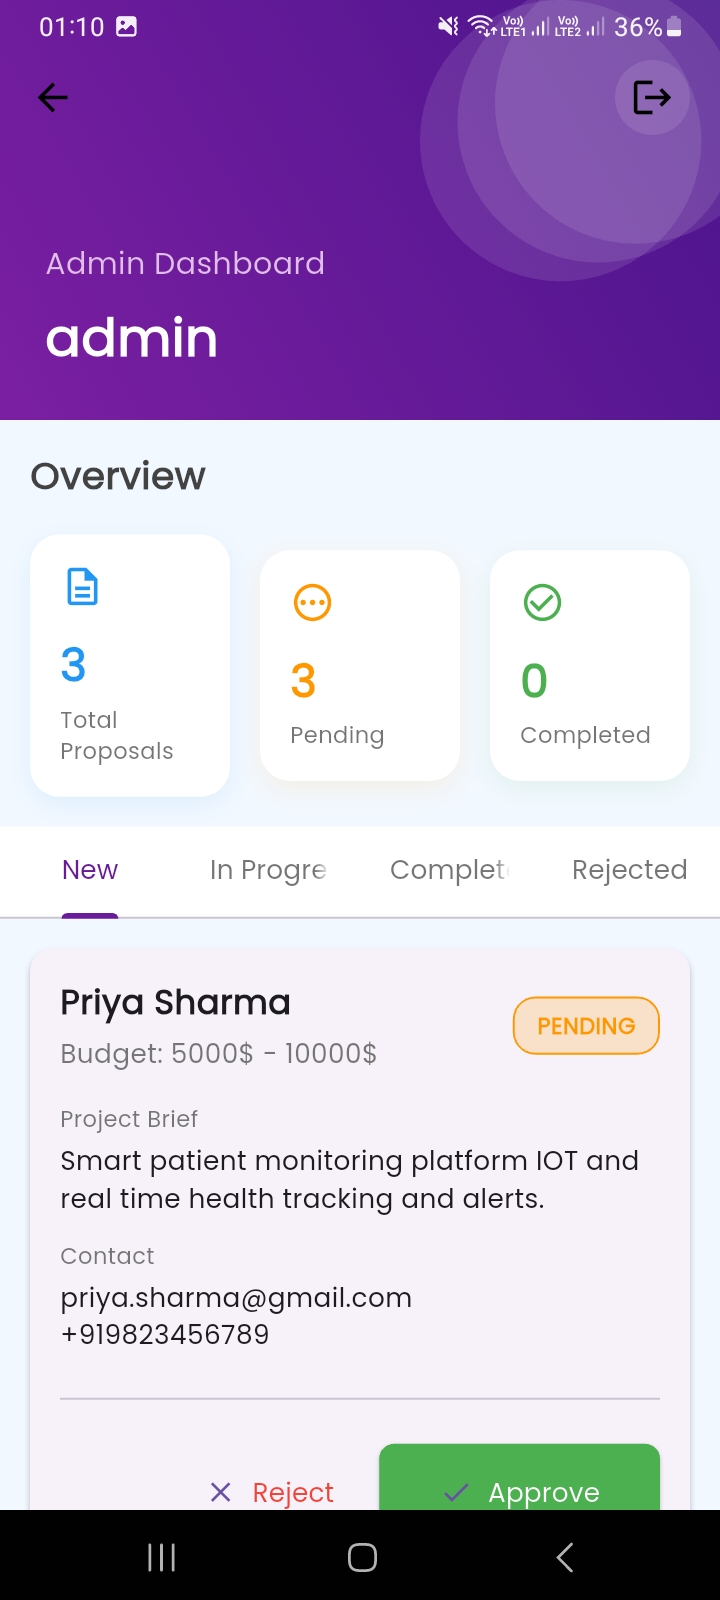 01:10
Vo)) LTE1 Vo)) LTE2 36%
Admin Dashboard
admin
Overview
3
Total
Proposals
3
Pending
0
Completed
New In Progre Complet Rejected
Priya Sharma
PENDING
Budget: 5000$ - 10000$
Project Brief
Smart patient monitoring platform IOT and
real time health tracking and alerts.
Contact
priya.sharma@gmail.com
+919823456789
Reject Approve